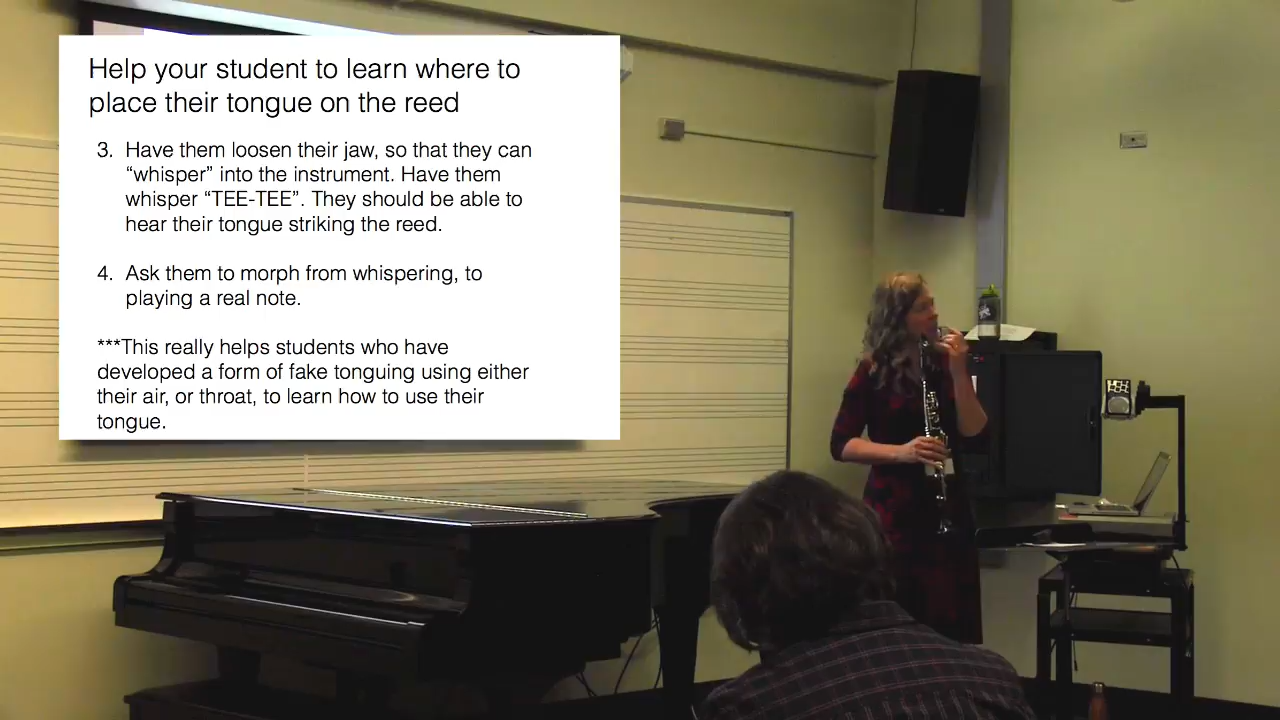 Help your student to learn where to
place their tongue on the reed
3. Have them loosen their jaw, so that they can
“whisper” into the instrument. Have them
whisper “TEE-TEE”. They should be able to
hear their tongue striking the reed.
4. Ask them to morph from whispering, to
playing a real note.
***This really helps students who have
developed a form of fake tonguing using either
their air, or throat, to learn how to use their
tongue.